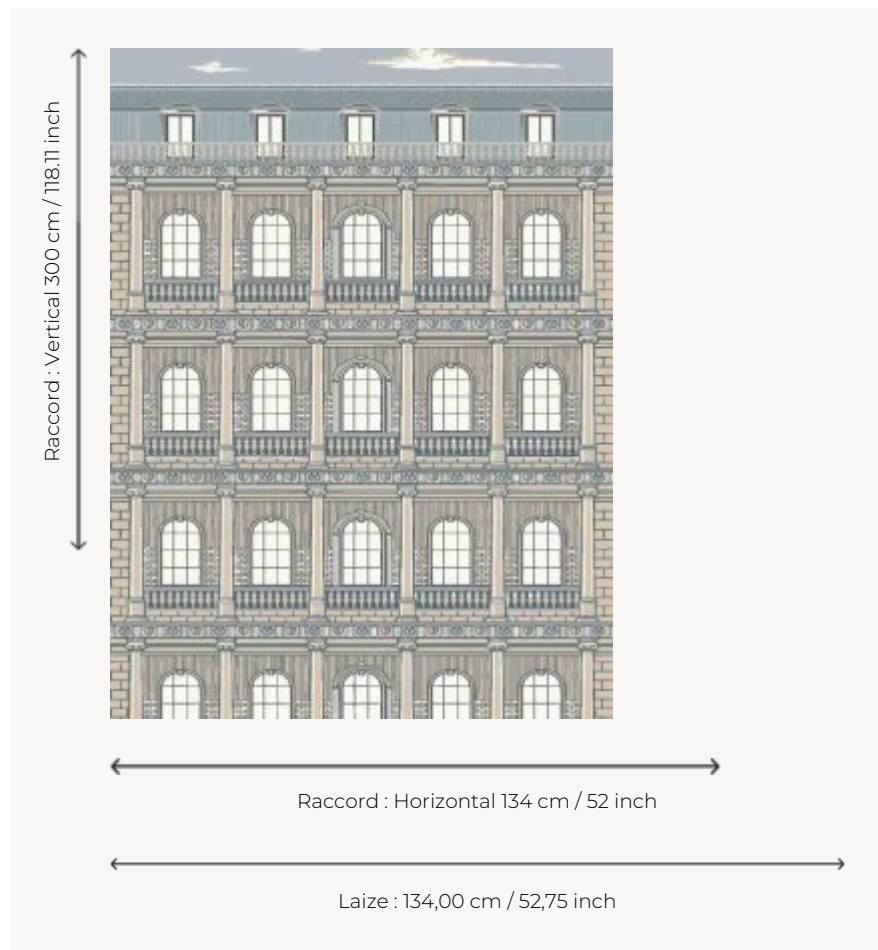 Raccord : Vertical 300 cm / 118.11 inch
Raccord : Horizontal 134 cm / 52 inch
Laize : 134,00 cm / 52,75 inch